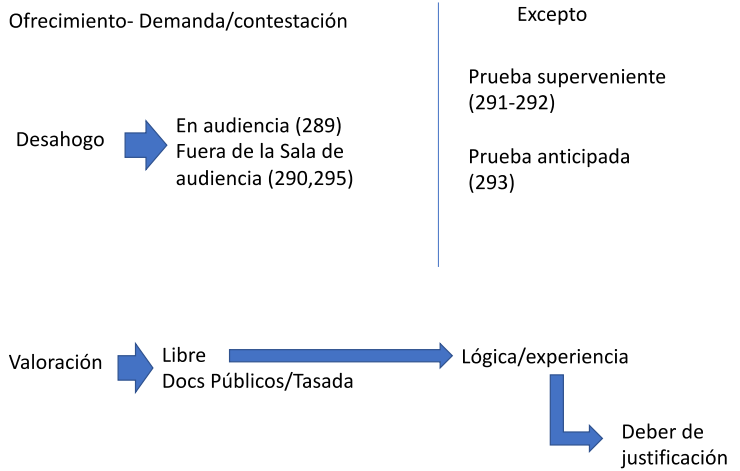 Ofrecimiento- Demanda/contestación
Excepto
Prueba superveniente
(291-292)
Desahogo
En audiencia (289)
Fuera de la Sala de
audiencia (290,295)
Prueba anticipada
(293)
Valoración
Libre
Docs Públicos/Tasada
Lógica/experiencia
Deber de
justificación